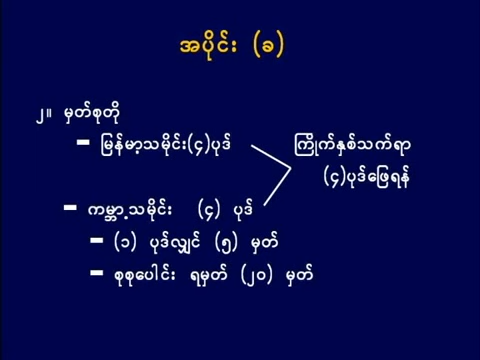 အပိုင်း (ခ)
၂။ မှတ်စုတို
- မြန်မာ့သမိုင်း(၄)ပုဒ်
ကြိုက်နှစ်သက်ရာ
(၄)ပုဒ်ဖြေရန်
- ကမ္ဘာ့သမိုင်း (၄) ပုဒ်
- (၁) ပုဒ်လျှင် (၅) မှတ်
- စုစုပေါင်း ရမှတ် (၂၀) မှတ်